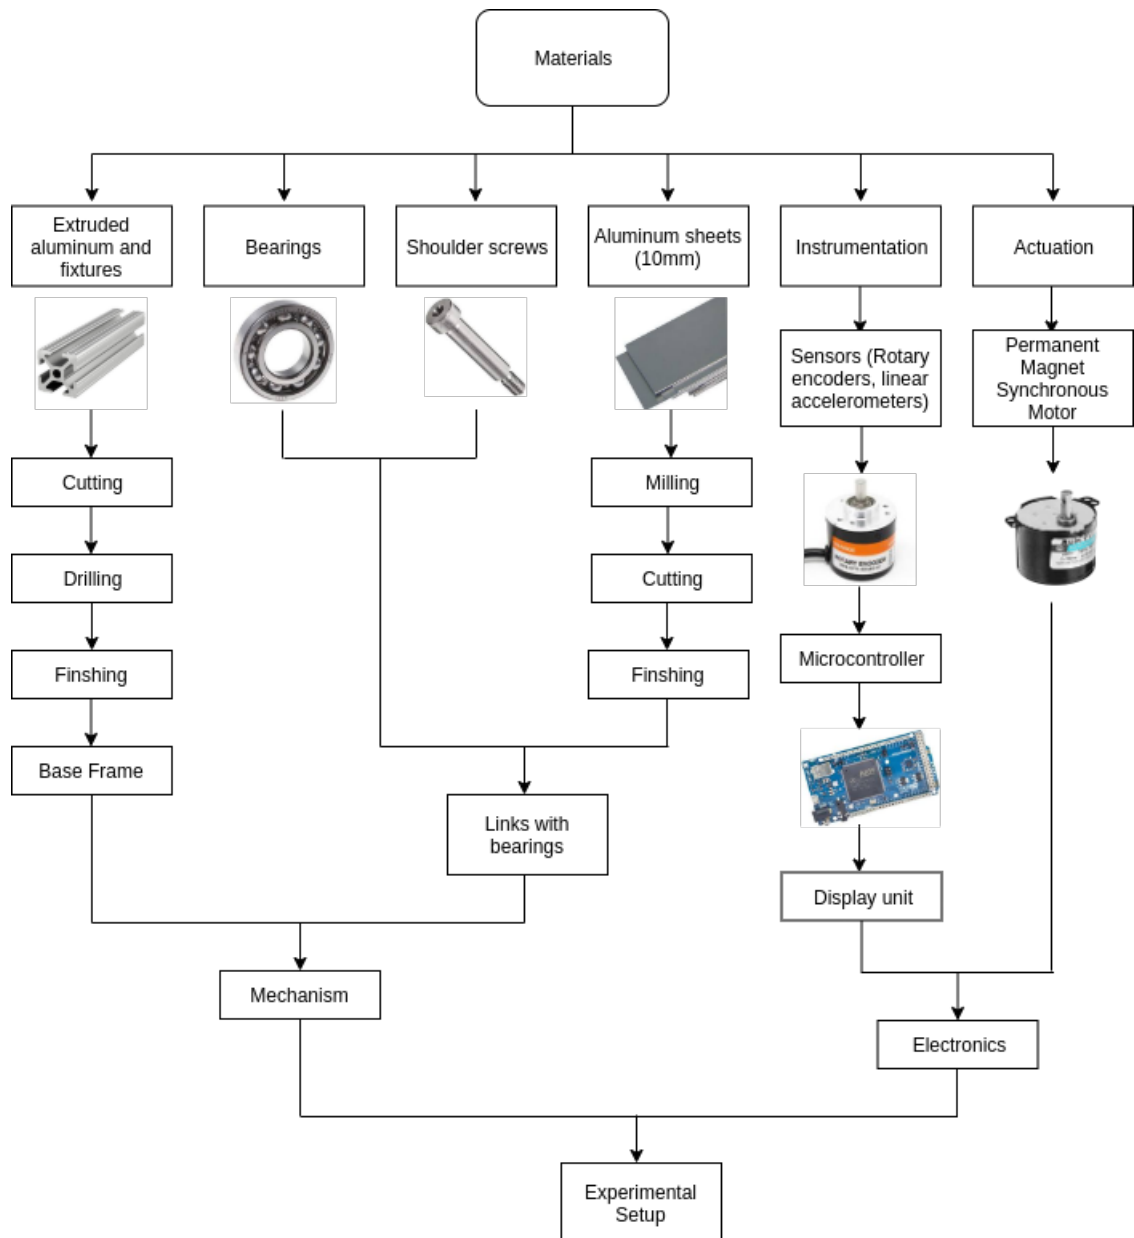 Materials
Extruded
aluminum and
fixtures
Bearings
Shoulder screws
Aluminum sheets
(10mm)
Instrumentation
Actuation
Sensors (Rotary
encoders, linear
accelerometers)
Permanent
Magnet
Synchronous
Motor
Cutting
Milling
ROTARY ENCODER
Drilling
Cutting
Finshing
Finshing
Microcontroller
Base Frame
Links with
bearings
Display unit
Mechanism
Electronics
Experimental
Setup